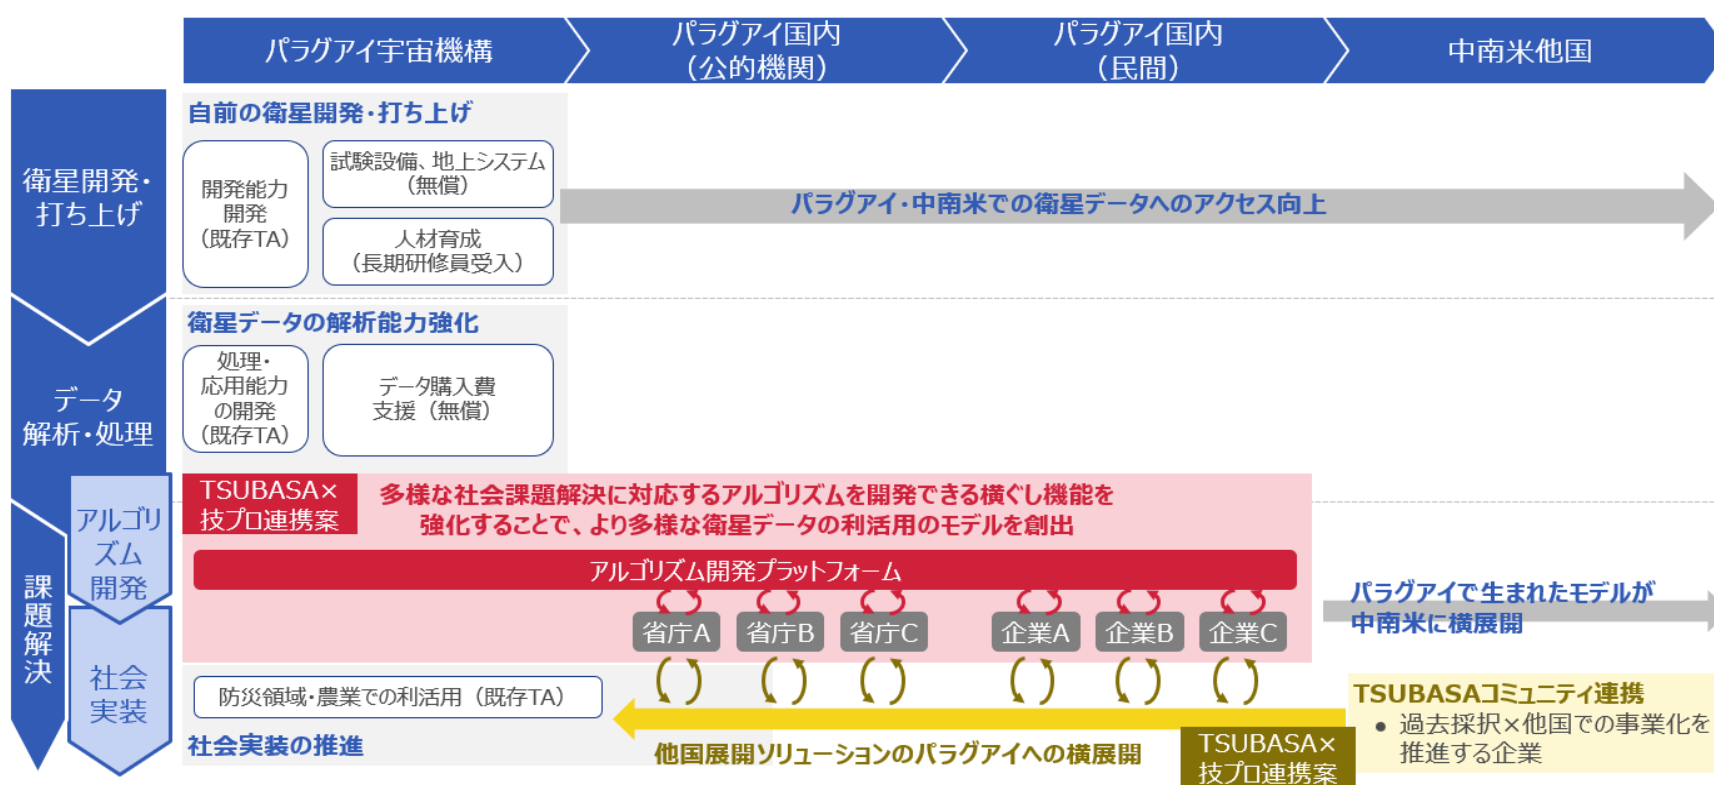 パラグアイ宇宙機構
パラグアイ国内
（公的機関）
パラグアイ国内
（民間）
中南米他国
衛星開発・
打ち上げ
自前の衛星開発・打ち上げ
開発能力
開発
（既存TA）
試験設備、地上システム
（無償）
人材育成
（長期研修員受入）
パラグアイ・中南米での衛星データへのアクセス向上
データ
解析・処理
衛星データの解析能力強化
処理・
応用能力
の開発
（既存TA）
データ購入費
支援（無償）
課題解決
アルゴリ
ズム
開発
TSUBASA×
技プロ連携案
多様な社会課題解決に対応するアルゴリズムを開発できる横ぐし機能を
強化することで、より多様な衛星データの利活用のモデルを創出
アルゴリズム開発プラットフォーム
省庁A
省庁B
省庁C
企業A
企業B
企業C
パラグアイで生まれたモデルが
中南米に横展開
社会
実装
防災領域・農業での利活用（既存TA）
社会実装の推進
他国展開ソリューションのパラグアイへの横展開
TSUBASA×
技プロ連携案
TSUBASAコミュニティ連携
• 過去採択×他国での事業化を
推進する企業